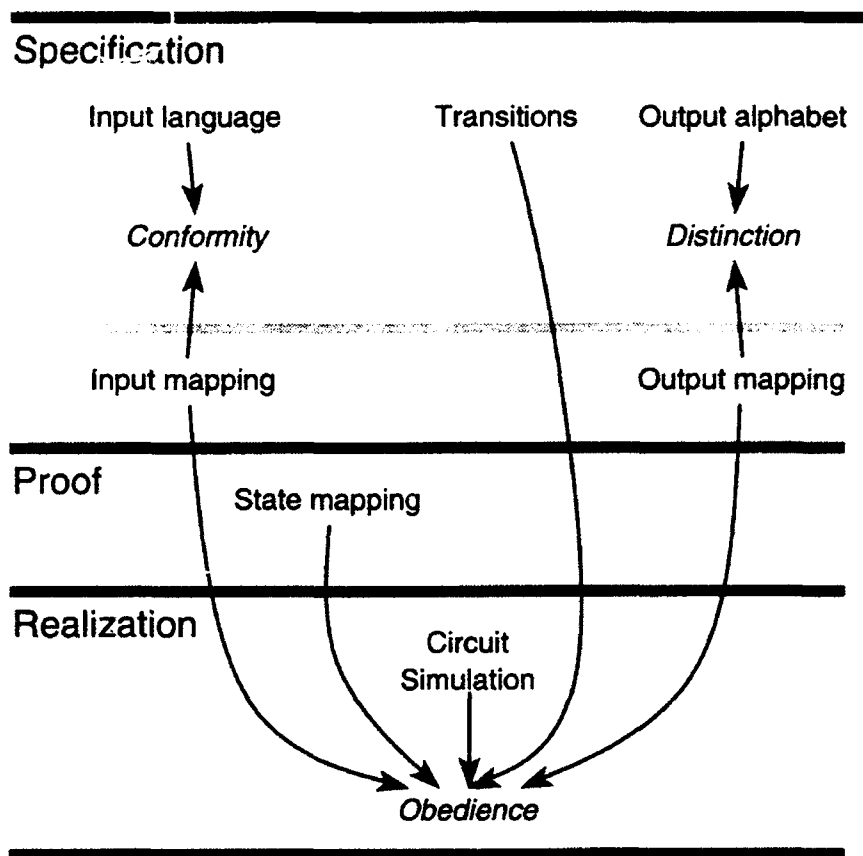 Specification
Input language Transitions Output alphabet
Conformity Distinction
Input mapping Output mapping
Proof
State mapping
Realization
Circuit
Simulation
Obedience